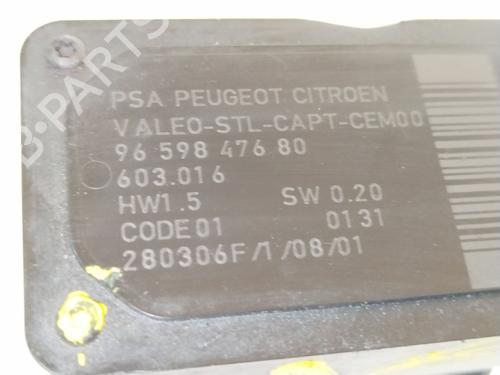 PSA PEUGEOT CITROEN
VALEO-STL-CAPT-CEM00
96 598 476 80
603.016
HW1.5 SW 0.20
CODE01 0131
280306F/1/08/01
B-PARTS